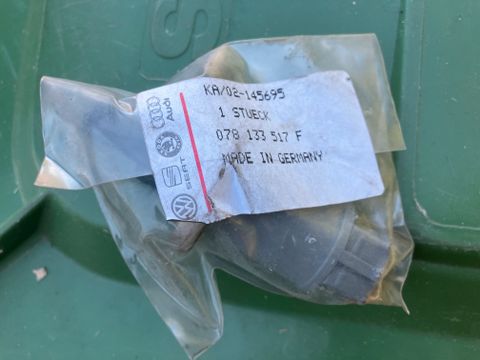 KA/02-145695
1 STUECK
078 133 517 F
MADE IN GERMANY
Audi
SEAT